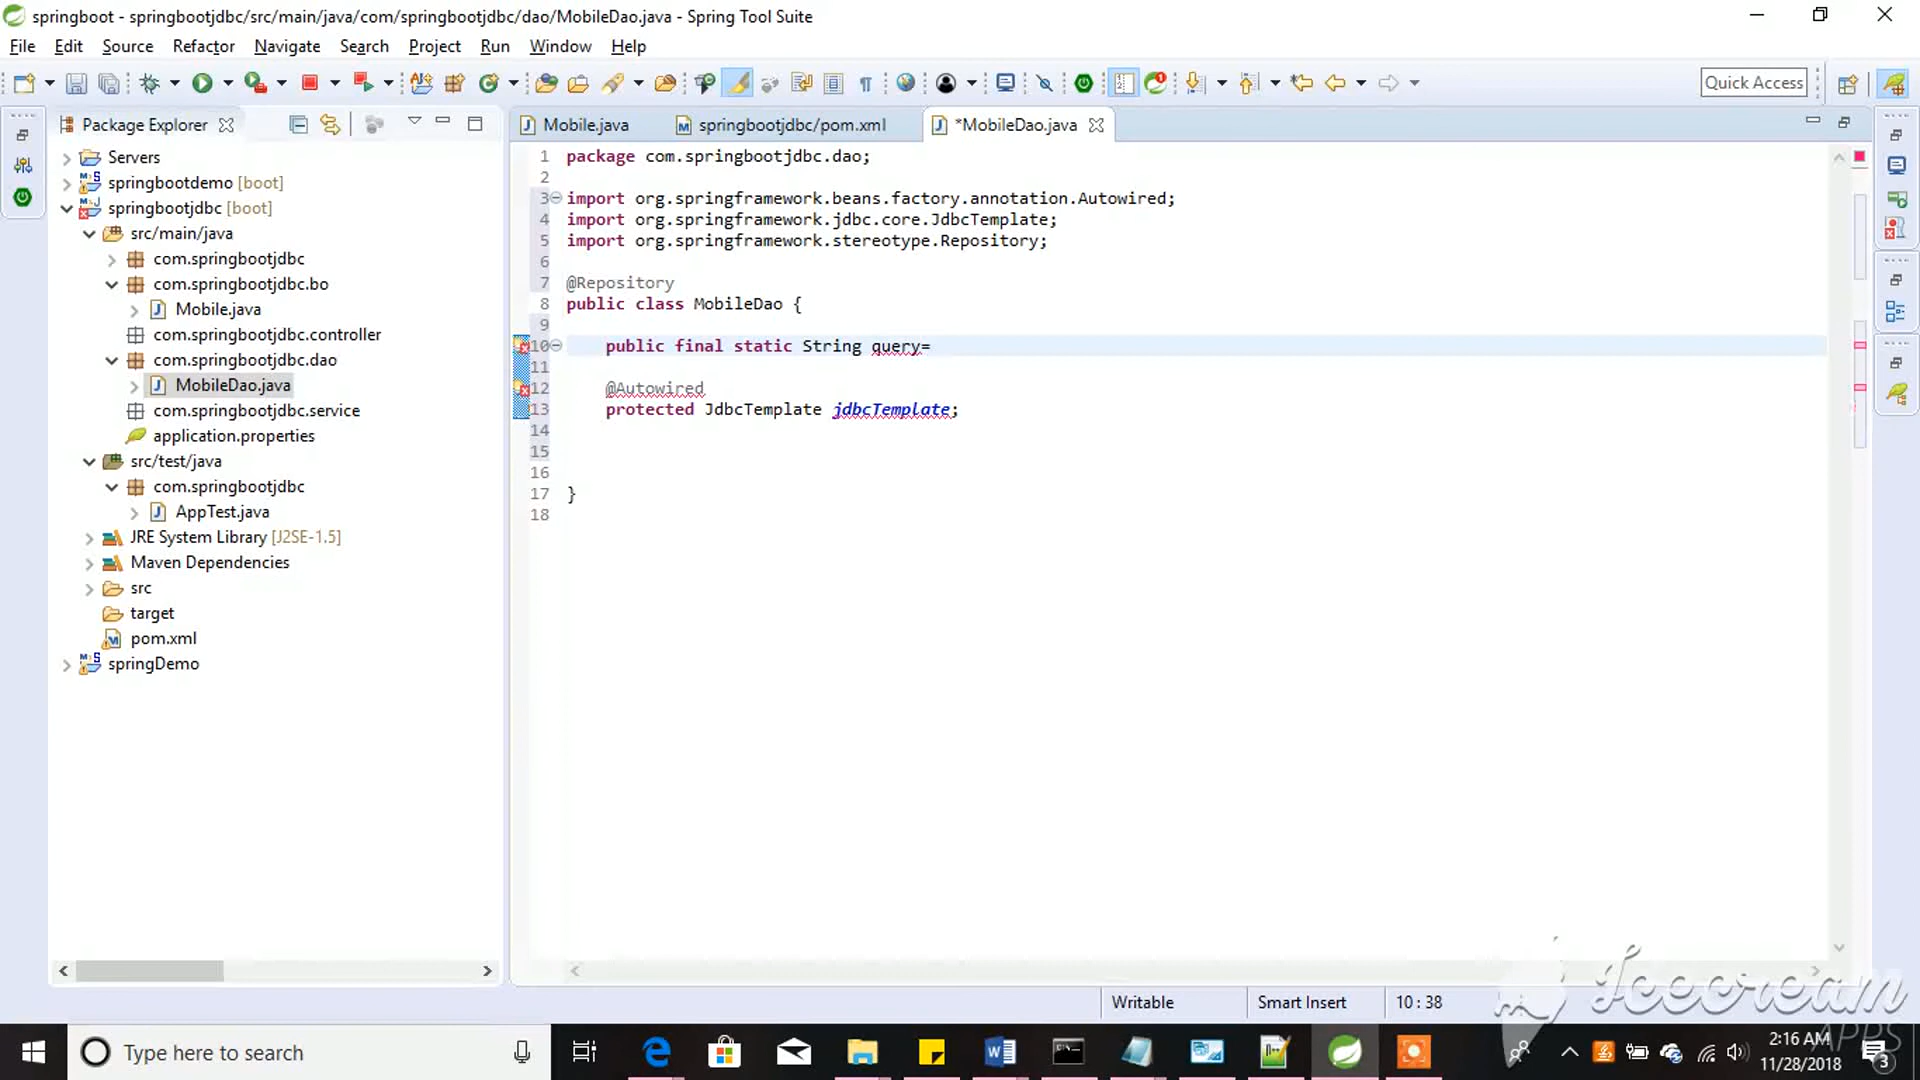 springboot - springbootjdbc/src/main/java/com/springbootjdbc/dao/MobileDao.java - Spring Tool Suite
File Edit Source Refactor Navigate Search Project Run Window Help
Quick Access
Package Explorer
Servers
springbootdemo [boot]
springbootjdbc [boot]
src/main/java
com.springbootjdbc
com.springbootjdbc.bo
Mobile.java
com.springbootjdbc.controller
com.springbootjdbc.dao
MobileDao.java
com.springbootjdbc.service
application.properties
src/test/java
com.springbootjdbc
AppTest.java
JRE System Library [J2SE-1.5]
Maven Dependencies
src
target
pom.xml
springDemo
Mobile.java springbootjdbc/pom.xml *MobileDao.java
1 package com.springbootjdbc.dao;
2
3 import org.springframework.beans.factory.annotation.Autowired;
4 import org.springframework.jdbc.core.JdbcTemplate;
5 import org.springframework.stereotype.Repository;
6
7 @Repository
8 public class MobileDao {
9
10 public final static String query=
11
12 @Autowired
13 protected JdbcTemplate jdbcTemplate;
14
15
16
17 }
18
Writable Smart Insert 10 : 38
Icecream
APPS
Type here to search
2:16 AM
11/28/2018
3